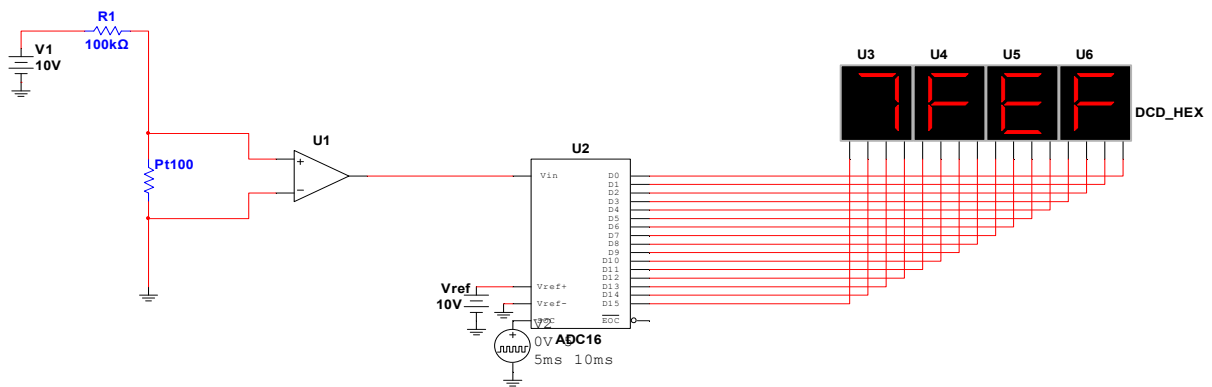 R1
100kΩ
V1
10V
Pt100
U1
+
−
U2
Vin
Vref+
Vref-
SOC
D0
D1
D2
D3
D4
D5
D6
D7
D8
D9
D10
D11
D12
D13
D14
D15
EOC
ADC16
Vref
10V
V2
0V
5ms 10ms
U3 U4 U5 U6
7FEF
DCD_HEX